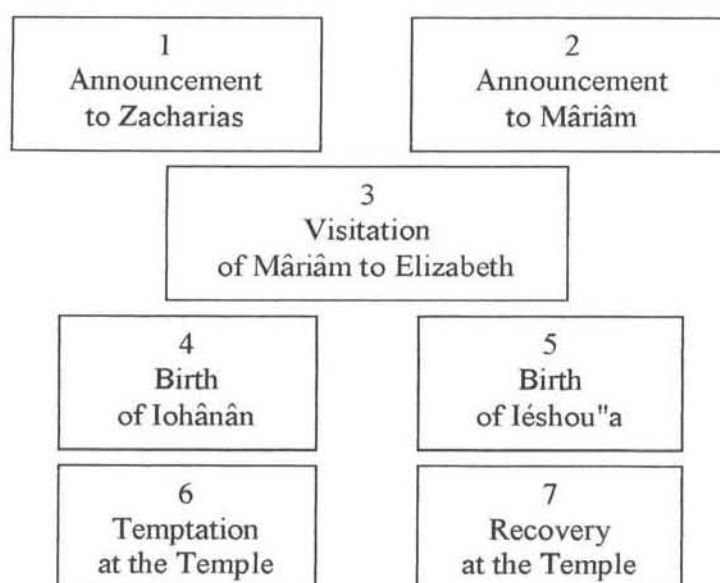 1
Announcement
to Zacharias
2
Announcement
to Mâriâm
3
Visitation
of Mâriâm to Elizabeth
4
Birth
of Iohânân
5
Birth
of Iéshou"a
6
Temptation
at the Temple
7
Recovery
at the Temple